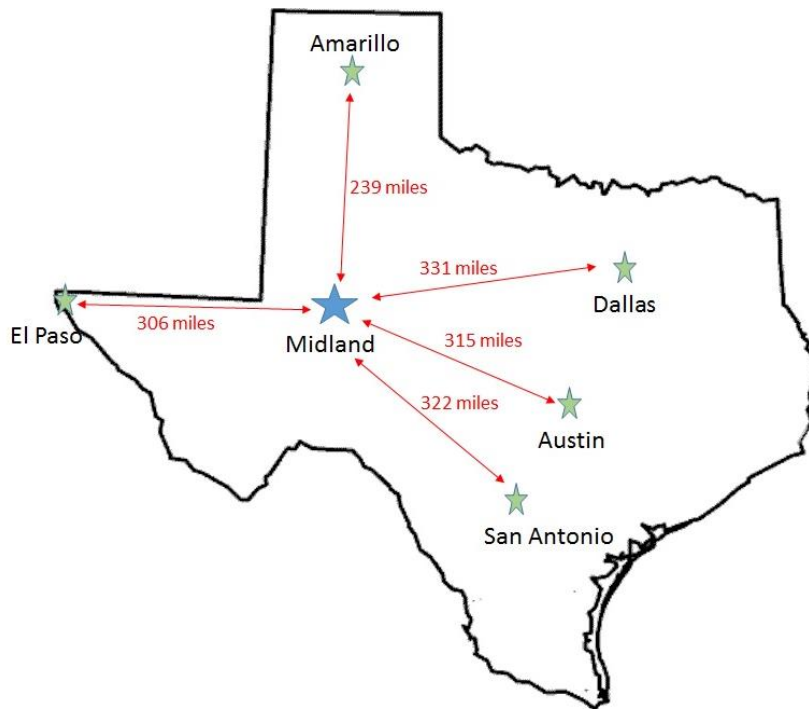 Amarillo
239 miles
331 miles
Dallas
306 miles
El Paso
Midland
315 miles
322 miles
Austin
San Antonio